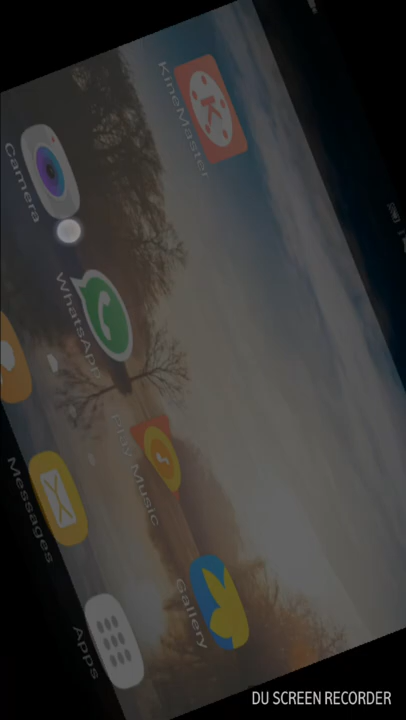 KineMaster
Camera
WhatsApp
Play Music
Gallery
Messages
Apps
DU SCREEN RECORDER